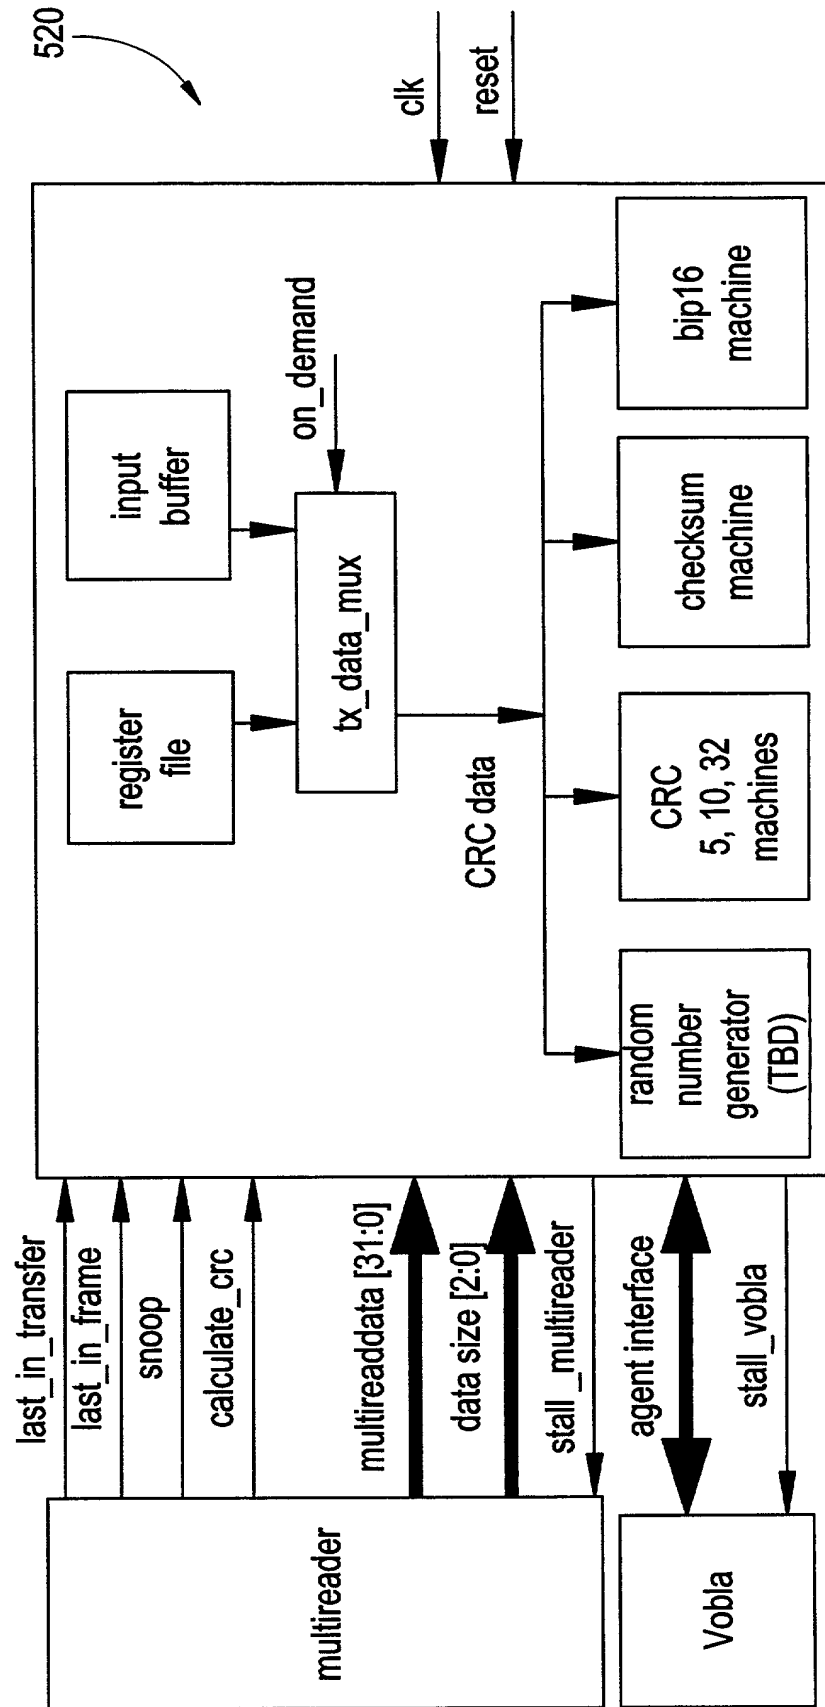 520
multireader
last_in_transfer
last_in_frame
snoop
calculate_crc
multireaddata [31:0]
data size [2:0]
stall_multireader
Vobla
agent interface
stall_vobla
register
file
input
buffer
tx_data_mux
on_demand
CRC data
random
number
generator
(TBD)
CRC
5, 10, 32
machines
checksum
machine
bip16
machine
clk
reset